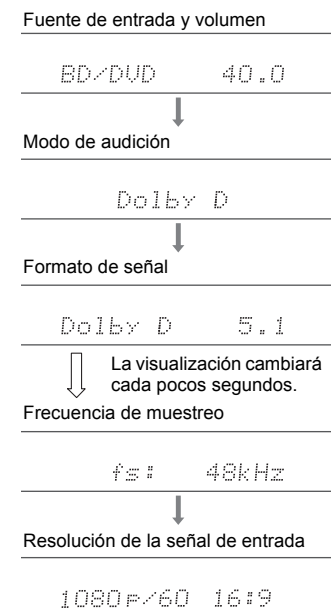 Fuente de entrada y volumen
BD/DVD 40.0
Modo de audición
Dolby D
Formato de señal
Dolby D 5.1
La visualización cambiará
cada pocos segundos.
Frecuencia de muestreo
fs: 48kHz
Resolución de la señal de entrada
1080p/60 16:9